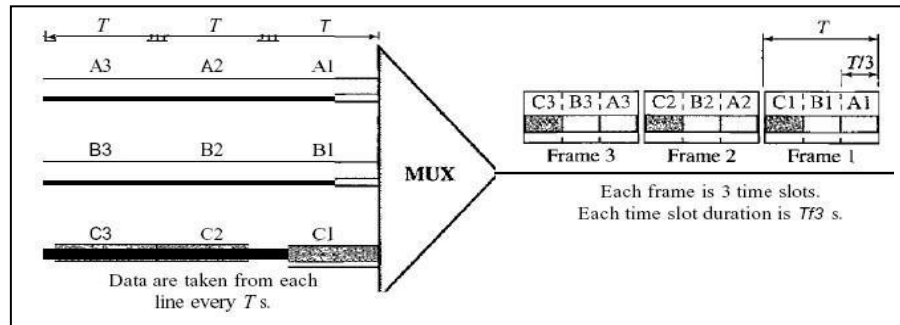 T T T
A3 A2 A1
B3 B2 B1
C3 C2 C1
Data are taken from each
line every T s.
MUX
T
T/3
C3 B3 A3 C2 B2 A2 C1 B1 A1
Frame 3 Frame 2 Frame 1
Each frame is 3 time slots.
Each time slot duration is Tf3 s.